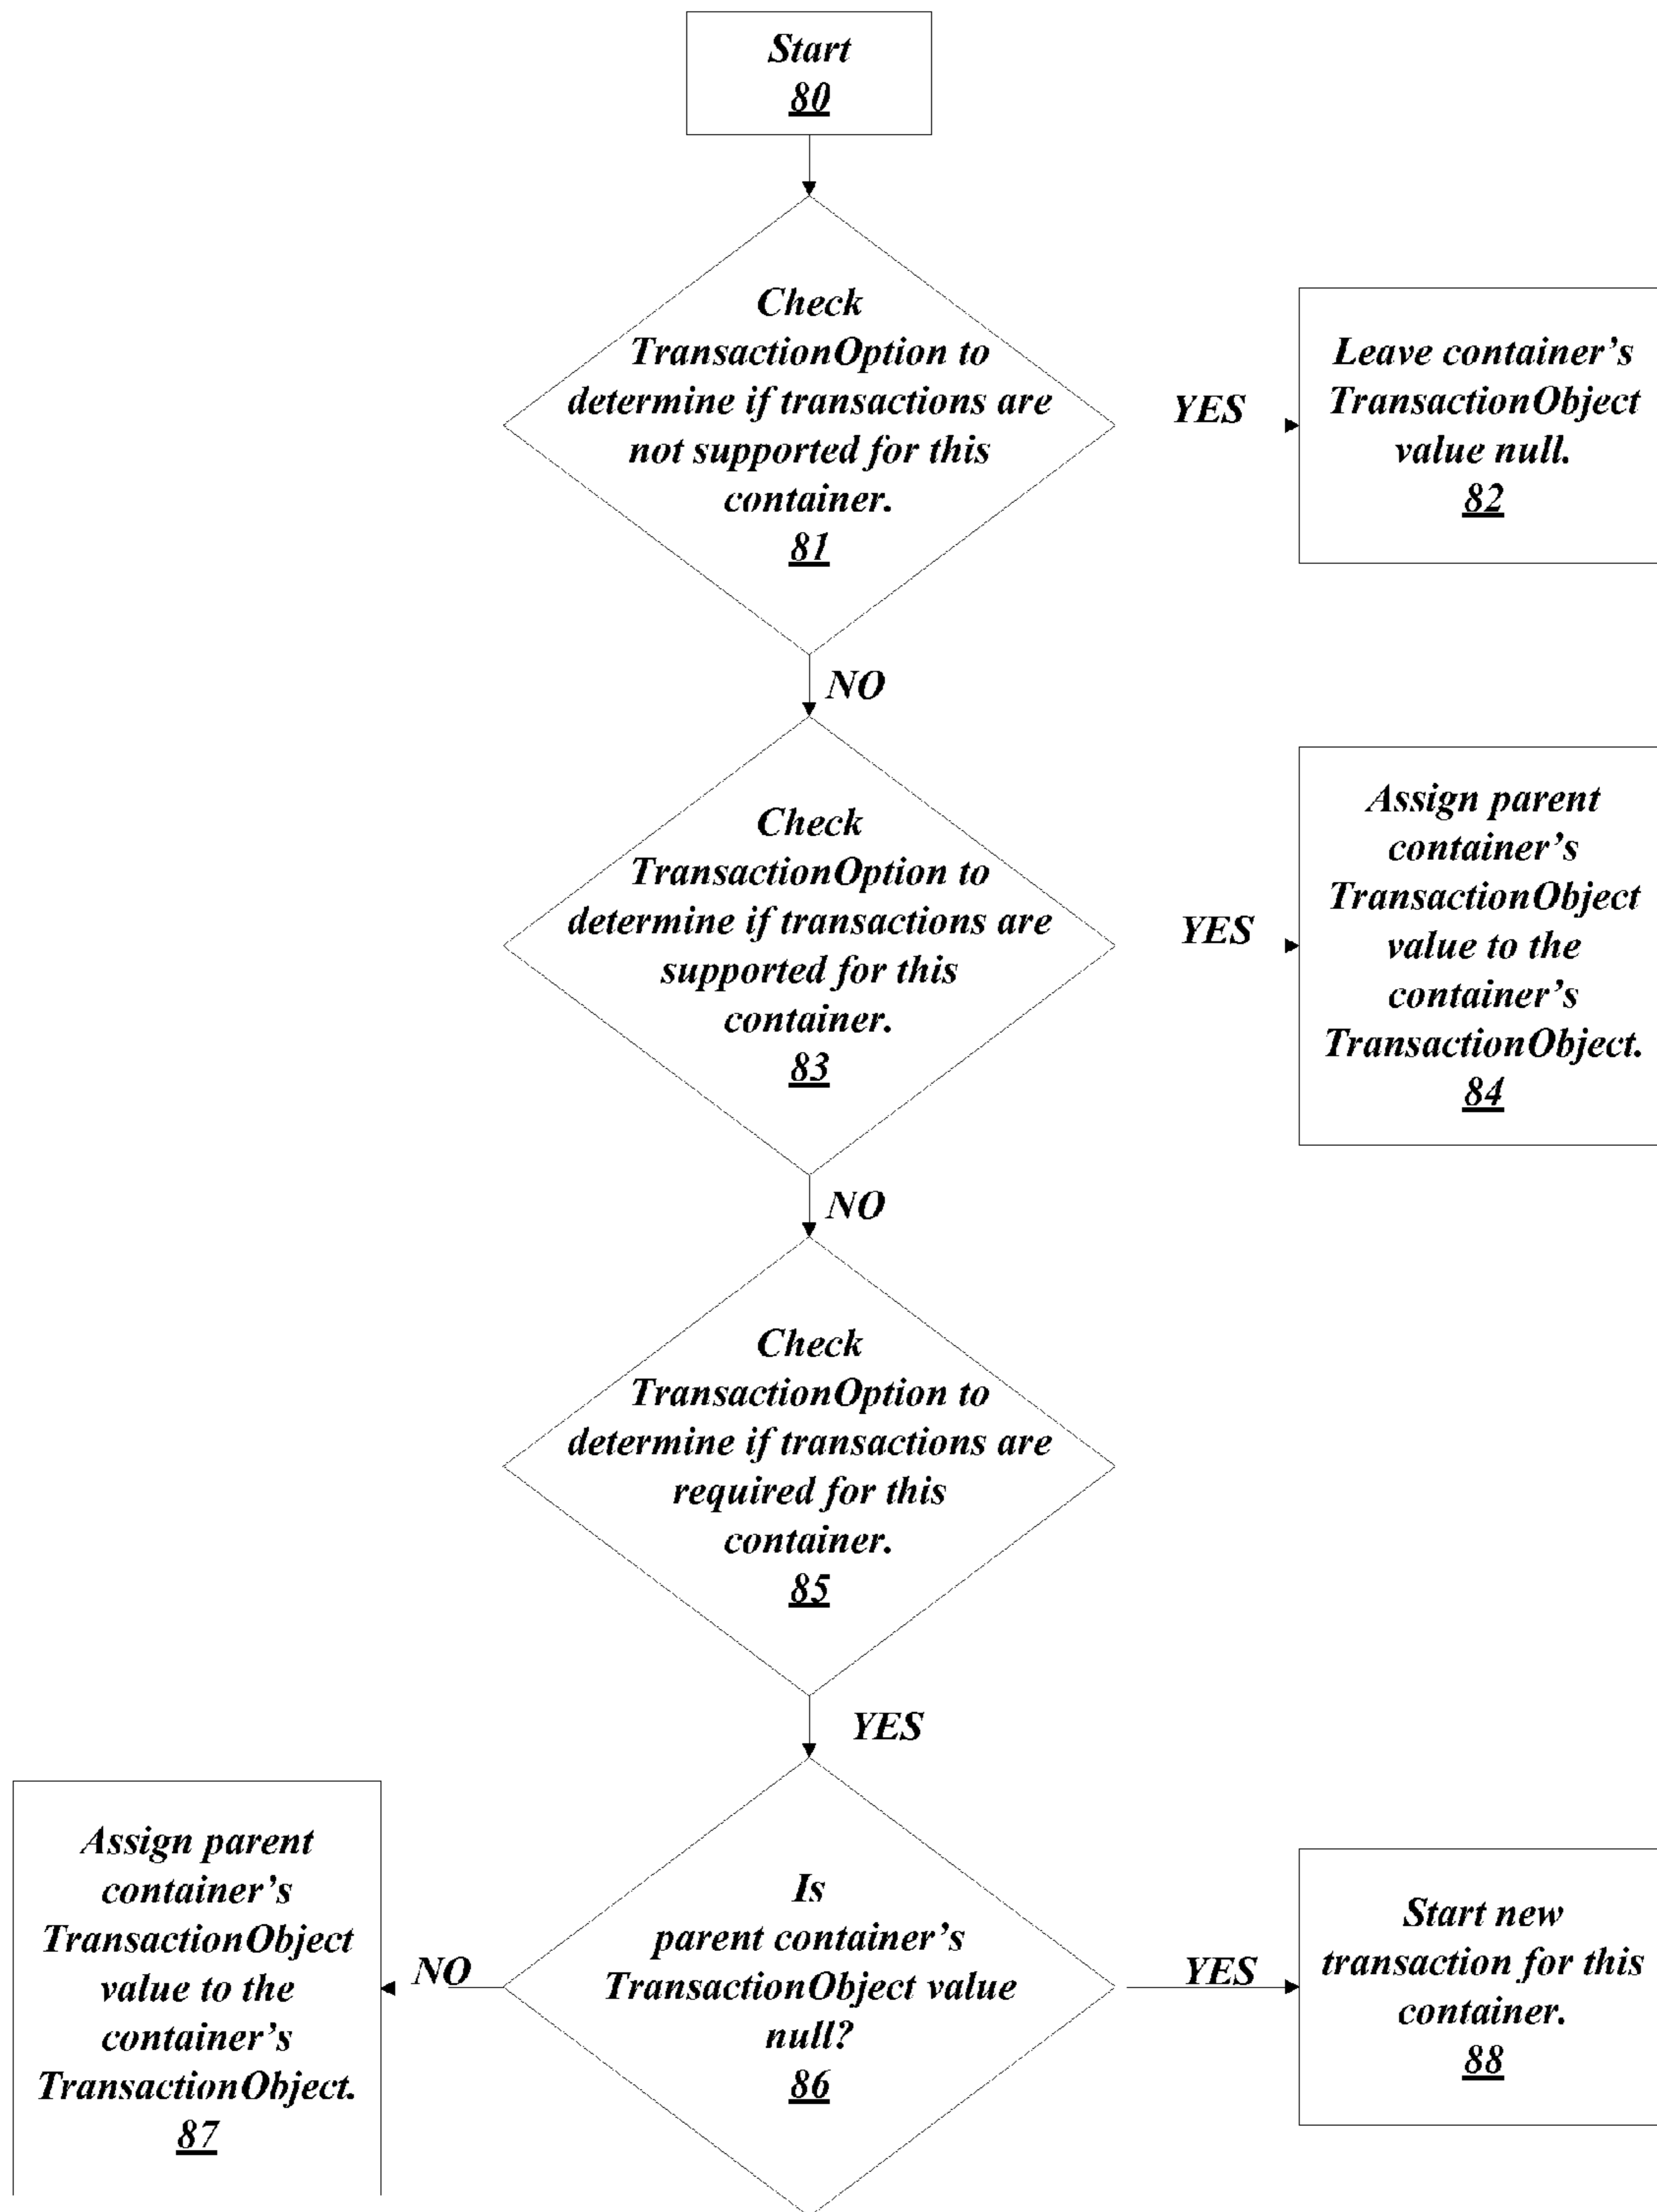 Start
80
Check
TransactionOption to
determine if transactions are
not supported for this
container.
81
YES
Leave container’s
TransactionObject
value null.
82
NO
Check
TransactionOption to
determine if transactions are
supported for this
container.
83
YES
Assign parent
container’s
TransactionObject
value to the
container’s
TransactionObject.
84
NO
Check
TransactionOption to
determine if transactions are
required for this
container.
85
YES
Assign parent
container’s
TransactionObject
value to the
container’s
TransactionObject.
87
NO
Is
parent container’s
TransactionObject value
null?
86
YES
Start new
transaction for this
container.
88